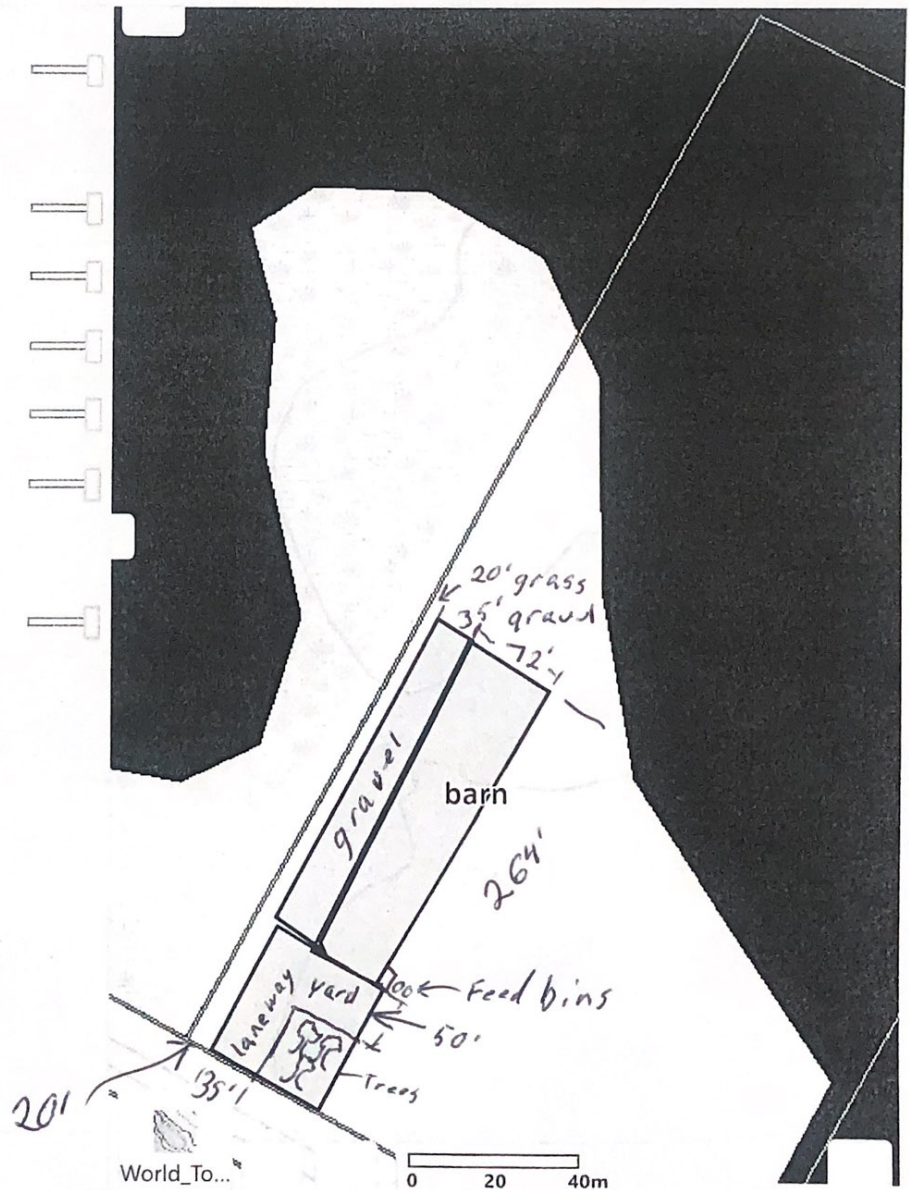 20' grass
35' gravel
72'
gravel
barn
264'
Feed bins
yard
laneway
50'
Trees
35'
20'
World_To...
0 20 40m